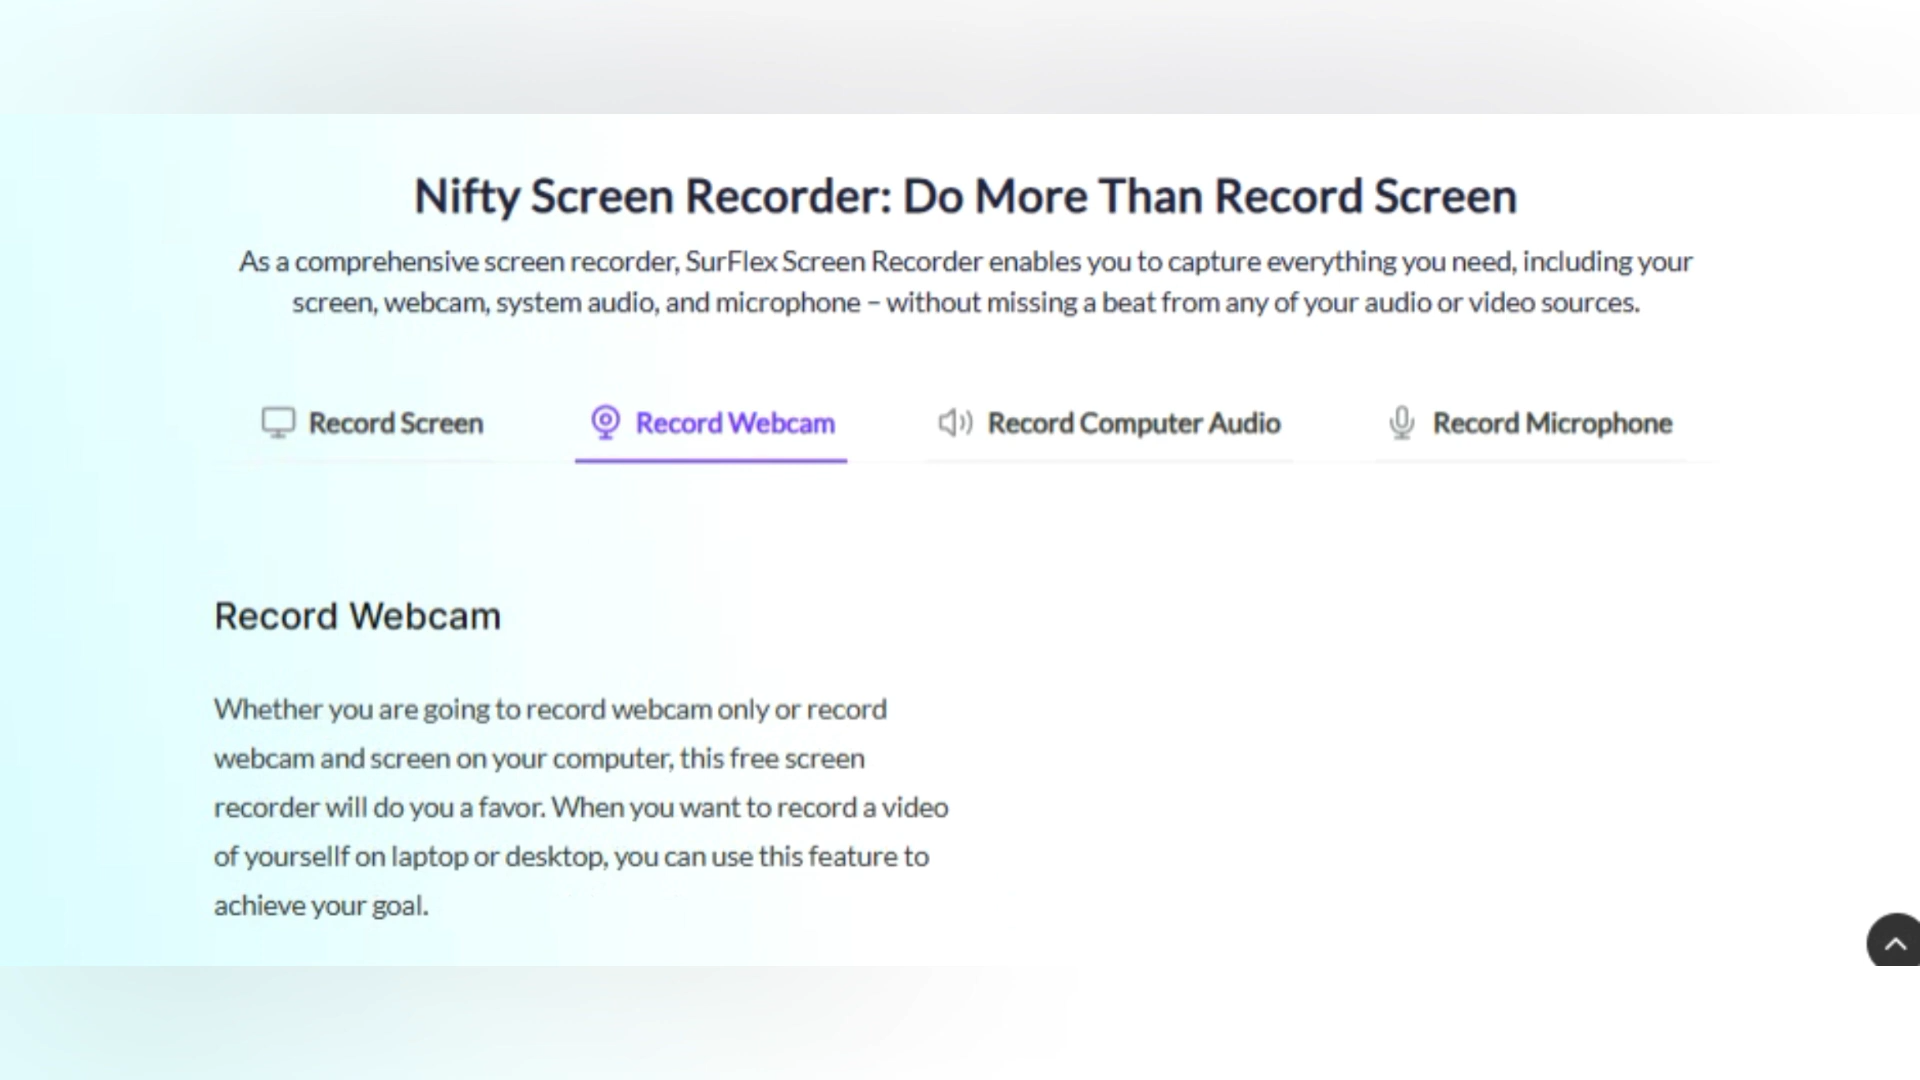 Nifty Screen Recorder: Do More Than Record Screen
As a comprehensive screen recorder, SurFlex Screen Recorder enables you to capture everything you need, including your
screen, webcam, system audio, and microphone – without missing a beat from any of your audio or video sources.
Record Screen
Record Webcam
Record Computer Audio
Record Microphone
Record Webcam
Whether you are going to record webcam only or record
webcam and screen on your computer, this free screen
recorder will do you a favor. When you want to record a video
of yoursellf on laptop or desktop, you can use this feature to
achieve your goal.